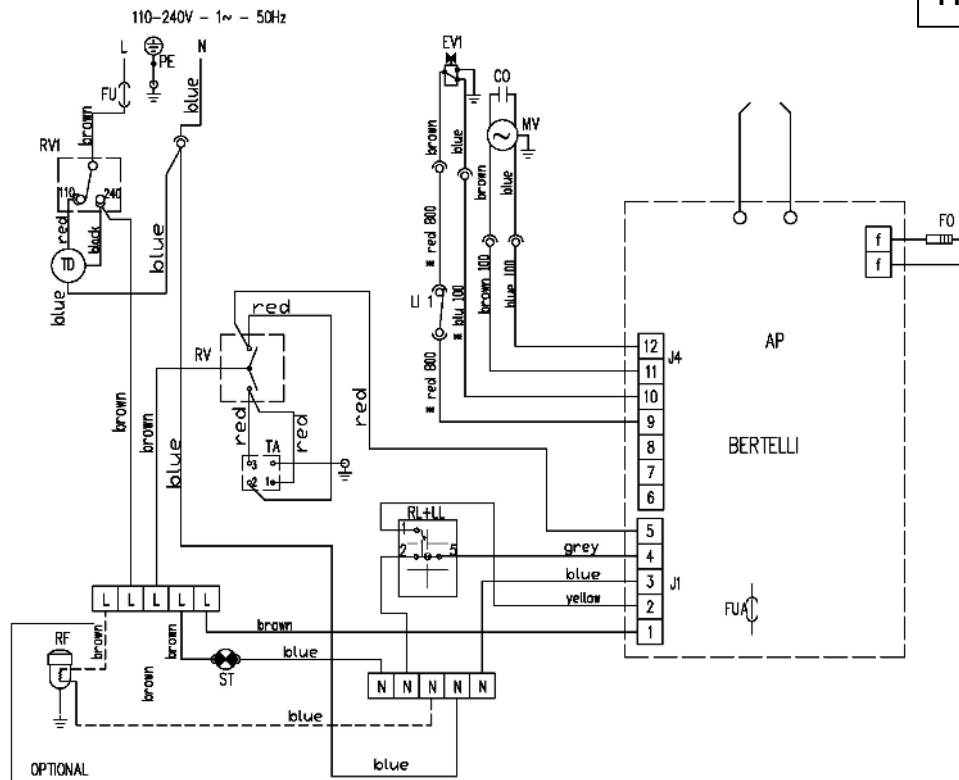 110-240V - 1~ - 50Hz
L
PE
N
FU
blue
brown
RV1
110
240
red
black
TD
blue
blue
EV1
CO
MV
brown
blue
brown
blue
* red 800
LI 1
* blu 100
brown 100
blue 100
* red 800
red
RV
red
red
TA
3
2
1
red
brown
brown
blue
f
f
FO
AP
BERTELLI
FUA
12
11
10
9
8
7
6
J4
5
4
3
2
1
J1
RL+LL
1
2
5
grey
blue
yellow
brown
L
L
L
L
L
RF
brown
brown
brown
ST
blue
N
N
N
N
N
blue
blue
OPTIONAL